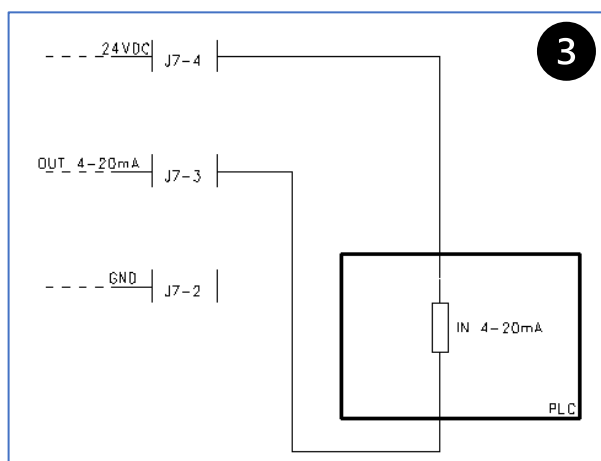 3
24VDC
J7-4
OUT 4-20mA
J7-3
GND
J7-2
IN 4-20mA
PLC